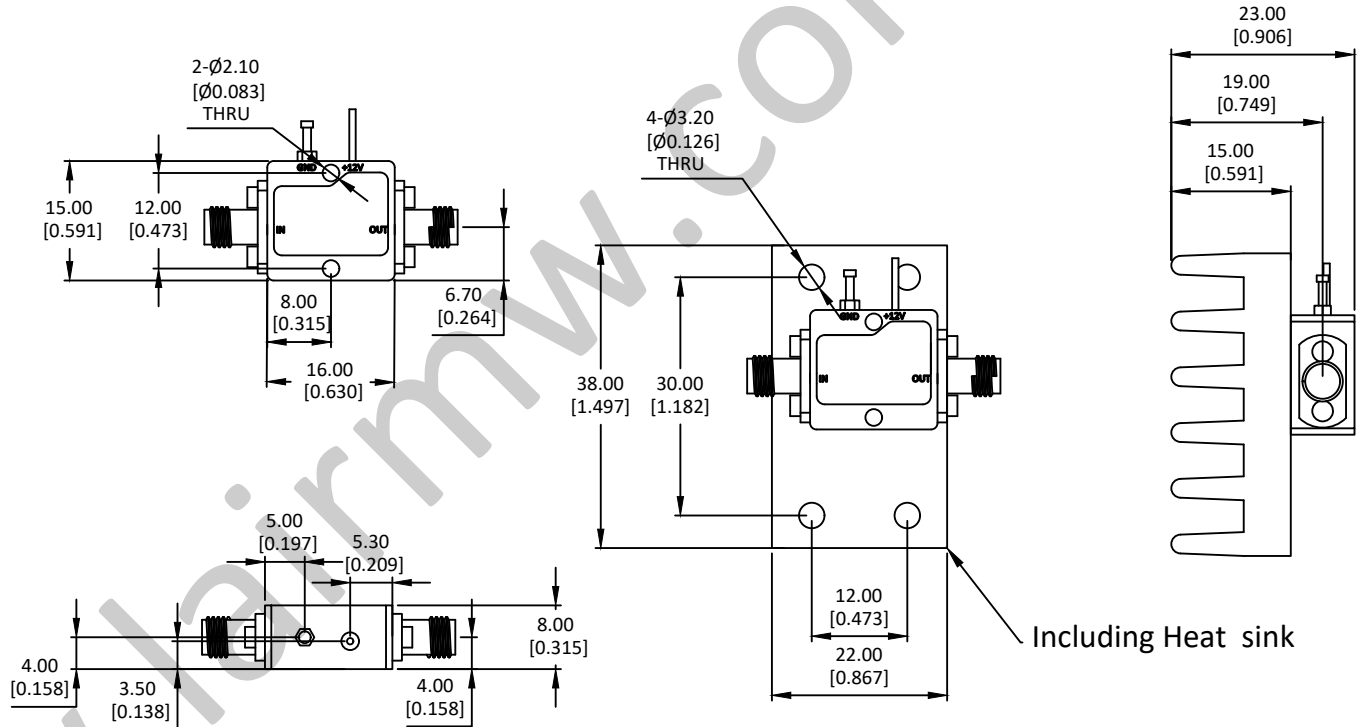 2-Ø2.10
[Ø0.083]
THRU
GND
+12V
15.00
[0.591]
12.00
[0.473]
IN
OUT
8.00
[0.315]
6.70
[0.264]
16.00
[0.630]
4-Ø3.20
[Ø0.126]
THRU
GND
+12V
IN
OUT
38.00
[1.497]
30.00
[1.182]
12.00
[0.473]
22.00
[0.867]
Including Heat sink
23.00
[0.906]
19.00
[0.749]
15.00
[0.591]
5.00
[0.197]
5.30
[0.209]
8.00
[0.315]
4.00
[0.158]
3.50
[0.138]
4.00
[0.158]
lairmw.co